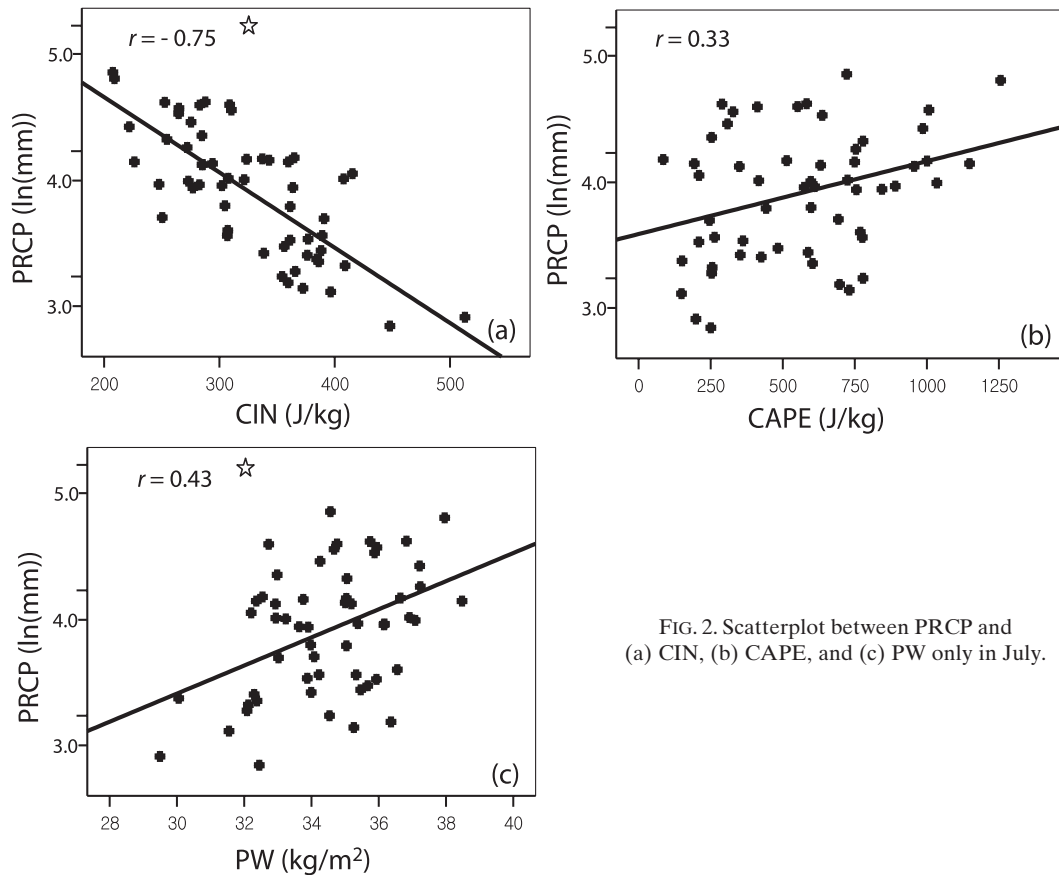 r = - 0.75
PRCP (ln(mm))
5.0
4.0
3.0
(a)
200 300 400 500
CIN (J/kg)
r = 0.33
PRCP (ln(mm))
5.0
4.0
3.0
(b)
0 250 500 750 1000 1250
CAPE (J/kg)
r = 0.43
PRCP (ln(mm))
5.0
4.0
3.0
(c)
28 30 32 34 36 38 40
PW (kg/m²)
FIG. 2. Scatterplot between PRCP and
(a) CIN, (b) CAPE, and (c) PW only in July.